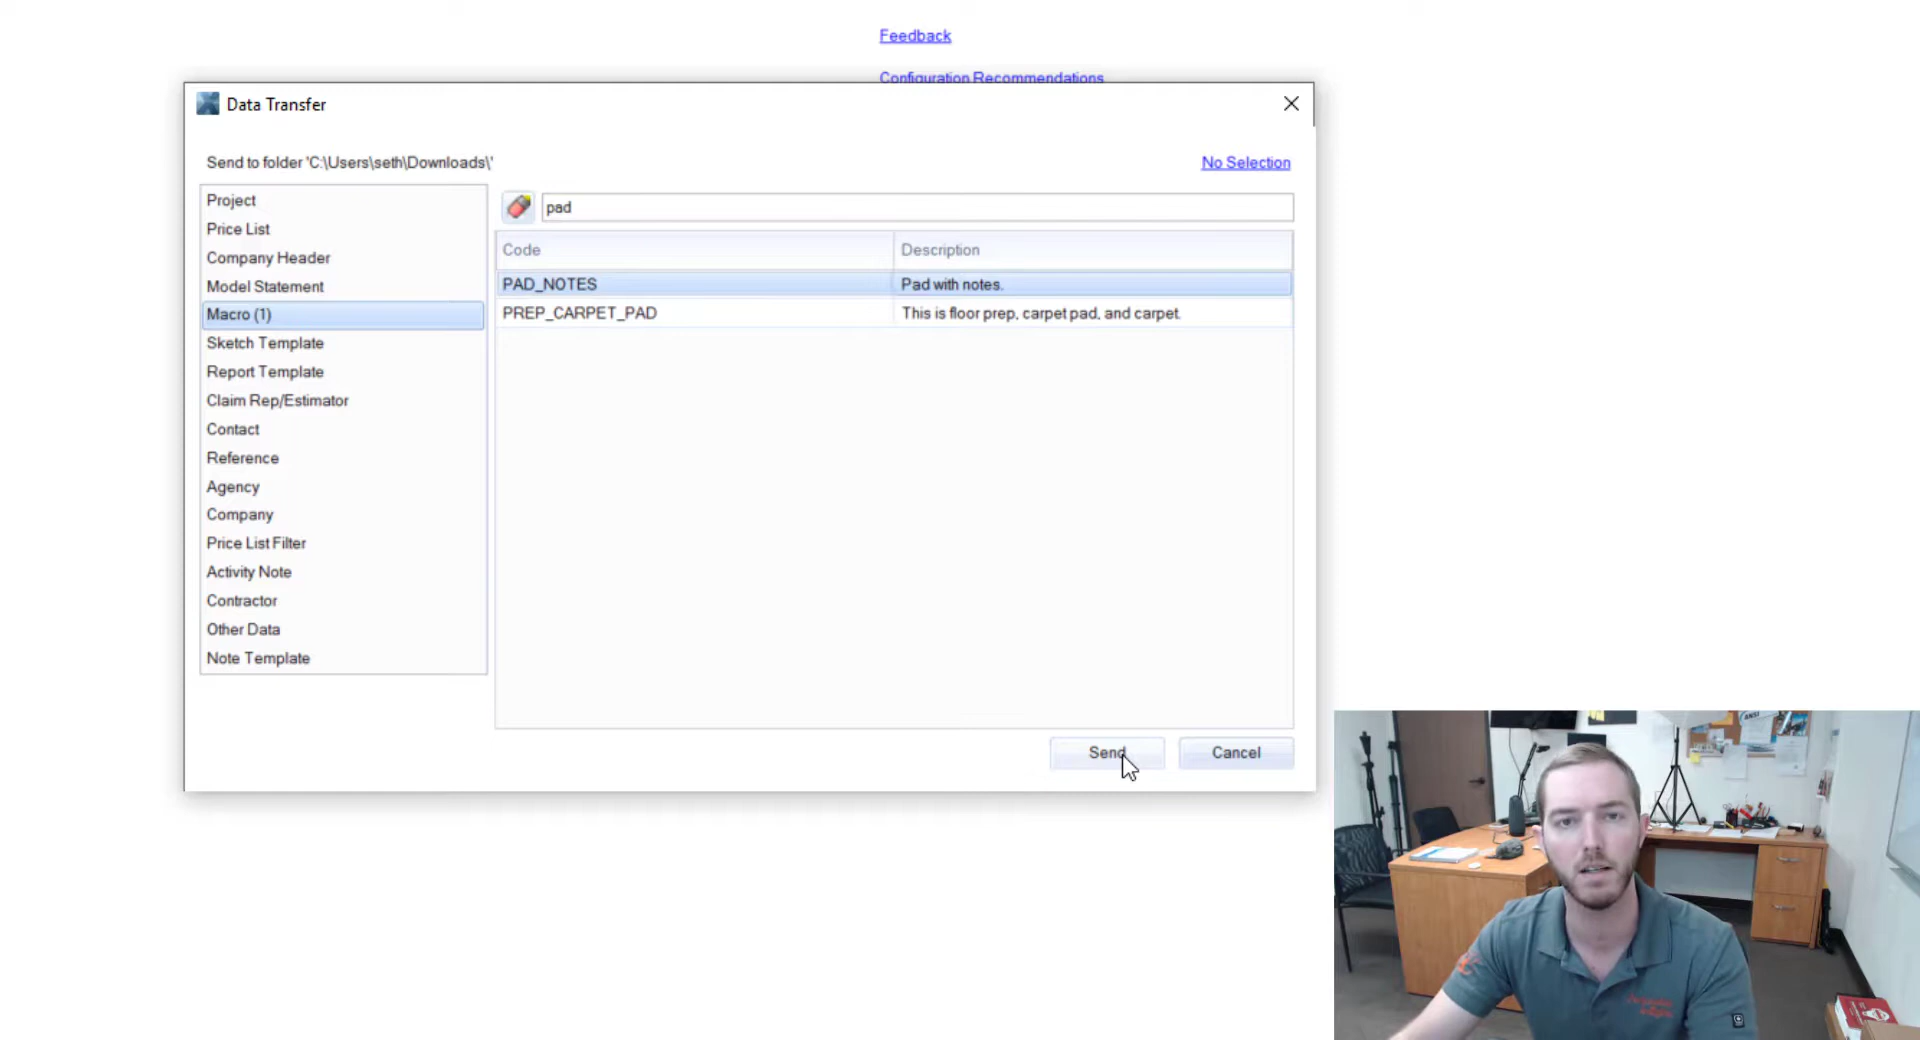 Feedback
Configuration Recommendations
Data Transfer
Send to folder 'C:\Users\seth\Downloads\'
No Selection
Project
Price List
Company Header
Model Statement
Macro (1)
Sketch Template
Report Template
Claim Rep/Estimator
Contact
Reference
Agency
Company
Price List Filter
Activity Note
Contractor
Other Data
Note Template
pad
Code Description
PAD_NOTES Pad with notes.
PREP_CARPET_PAD This is floor prep, carpet pad, and carpet.
Send Cancel
ANSI